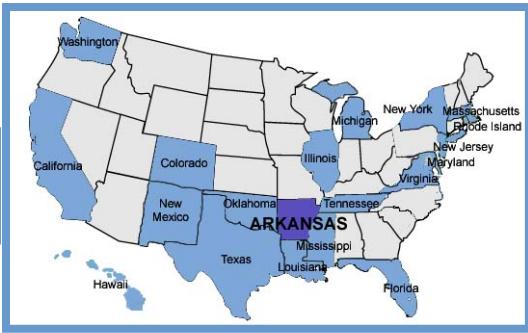 Washington
Michigan
New York
Massachusetts
Rhode Island
New Jersey
Maryland
California
Colorado
Illinois
Virginia
New
Mexico
Oklahoma
Tennessee
ARKANSAS
Mississippi
Texas
Louisiana
Hawaii
Florida